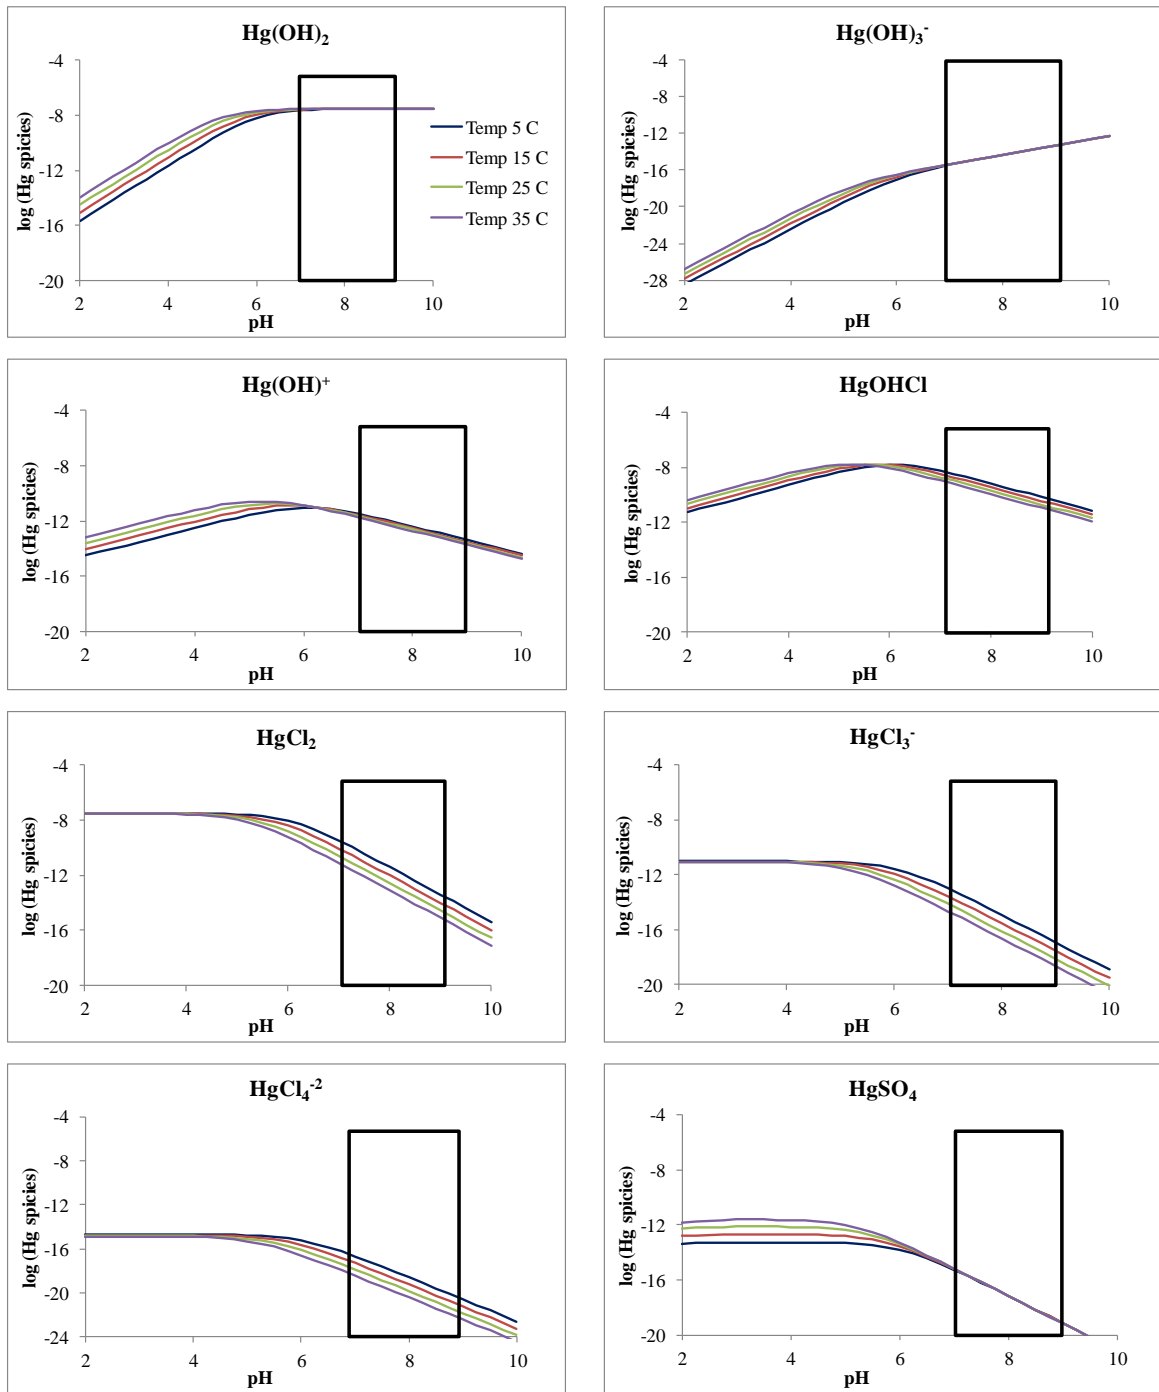 Hg(OH)₂
-4
-8
-12
-16
-20
log (Hg spicies)
2 4 6 8 10
pH
Temp 5 C
Temp 15 C
Temp 25 C
Temp 35 C
Hg(OH)₃⁻
-4
-8
-12
-16
-20
-24
-28
log (Hg spicies)
2 4 6 8 10
pH
Hg(OH)⁺
-4
-8
-12
-16
-20
log (Hg spicies)
2 4 6 8 10
pH
HgOHCl
-4
-8
-12
-16
-20
log (Hg spicies)
2 4 6 8 10
pH
HgCl₂
-4
-8
-12
-16
-20
log (Hg spicies)
2 4 6 8 10
pH
HgCl₃⁻
-4
-8
-12
-16
-20
log (Hg spicies)
2 4 6 8 10
pH
HgCl₄⁻²
-4
-8
-12
-16
-20
-24
log (Hg spicies)
2 4 6 8 10
pH
HgSO₄
-4
-8
-12
-16
-20
log (Hg spicies)
2 4 6 8 10
pH